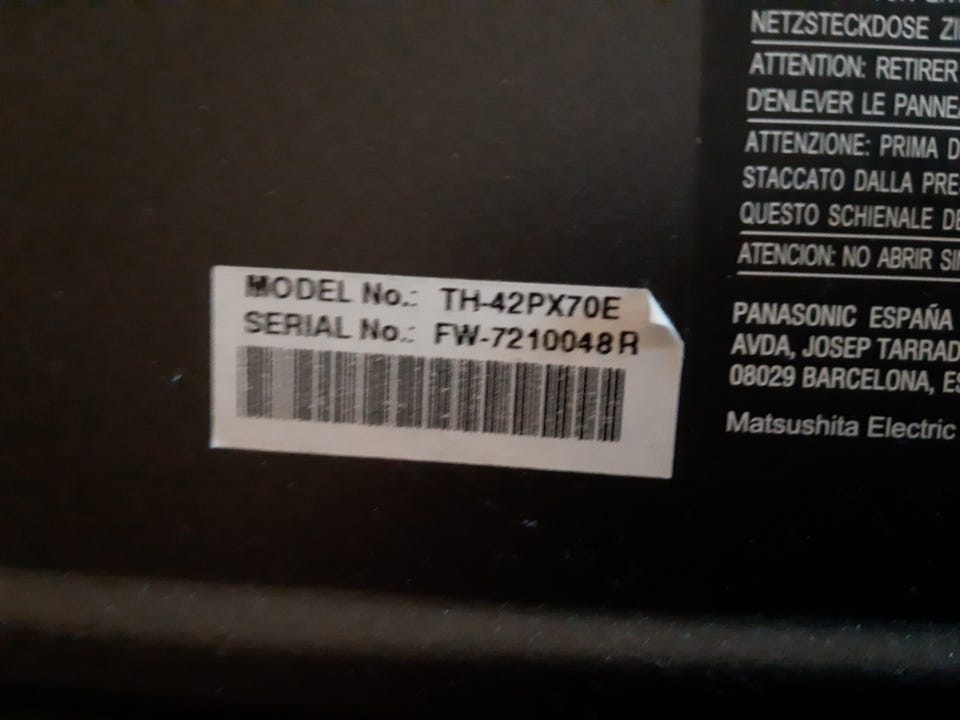 NETZSTECKDOSE
ATTENTION: RETIRER
D'ENLEVER LE
ATTENZIONE: PRIMA
STACCATO DALLA
QUESTO SCHIENALE
ATENCION: NO ABRIR
MODEL No.: TH-42PX70E
SERIAL No.: FW-7210048R
PANASONIC ESPAÑA
AVDA, JOSEP
08029 BARCELONA,
Matsushita Electric